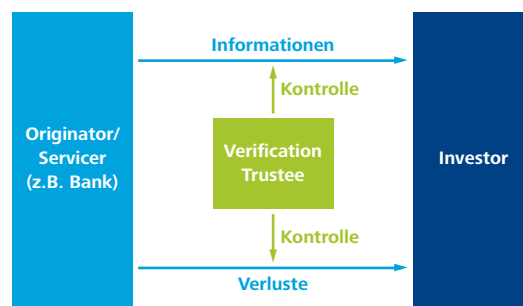 Informationen
Kontrolle
Originator/
Servicer
(z.B. Bank)
Verification
Trustee
Investor
Kontrolle
Verluste